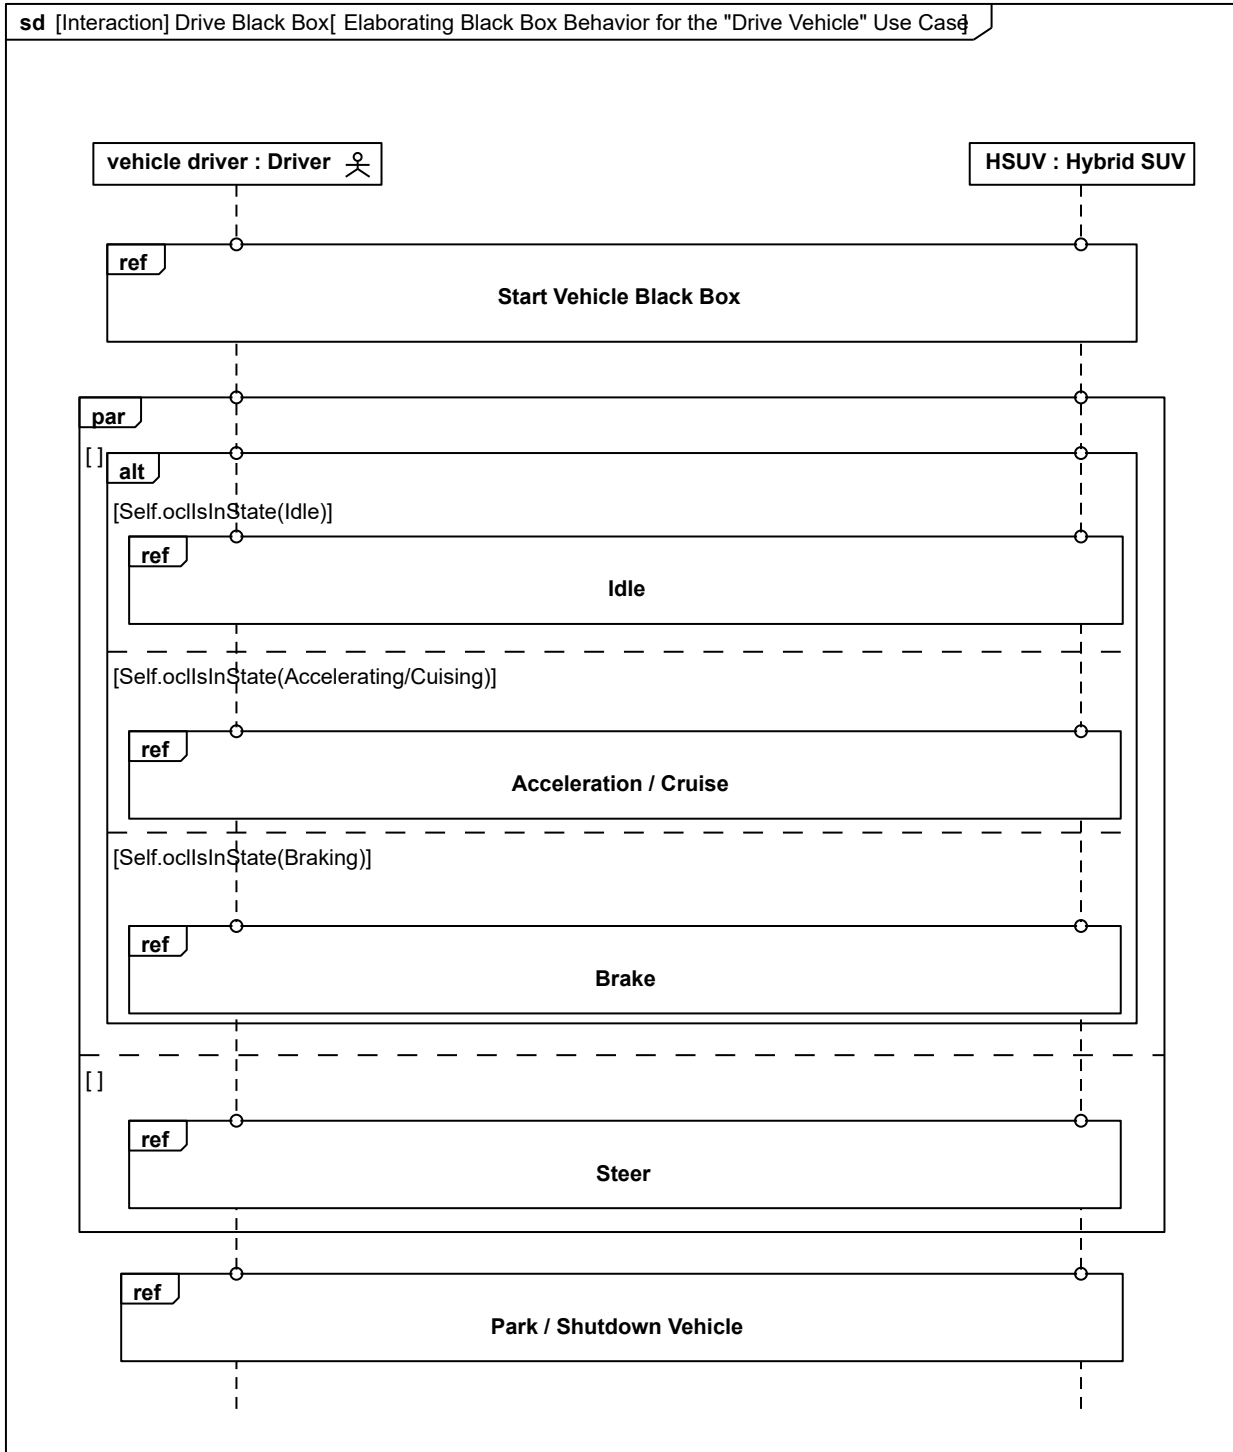 sd [Interaction] Drive Black Box[ Elaborating Black Box Behavior for the "Drive Vehicle" Use Case]
vehicle driver : Driver
HSUV : Hybrid SUV
ref
Start Vehicle Black Box
par
[ ]
alt
[Self.oclIsInState(Idle)]
ref
Idle
[Self.oclIsInState(Accelerating/Cuising)]
ref
Acceleration / Cruise
[Self.oclIsInState(Braking)]
ref
Brake
[ ]
ref
Steer
ref
Park / Shutdown Vehicle